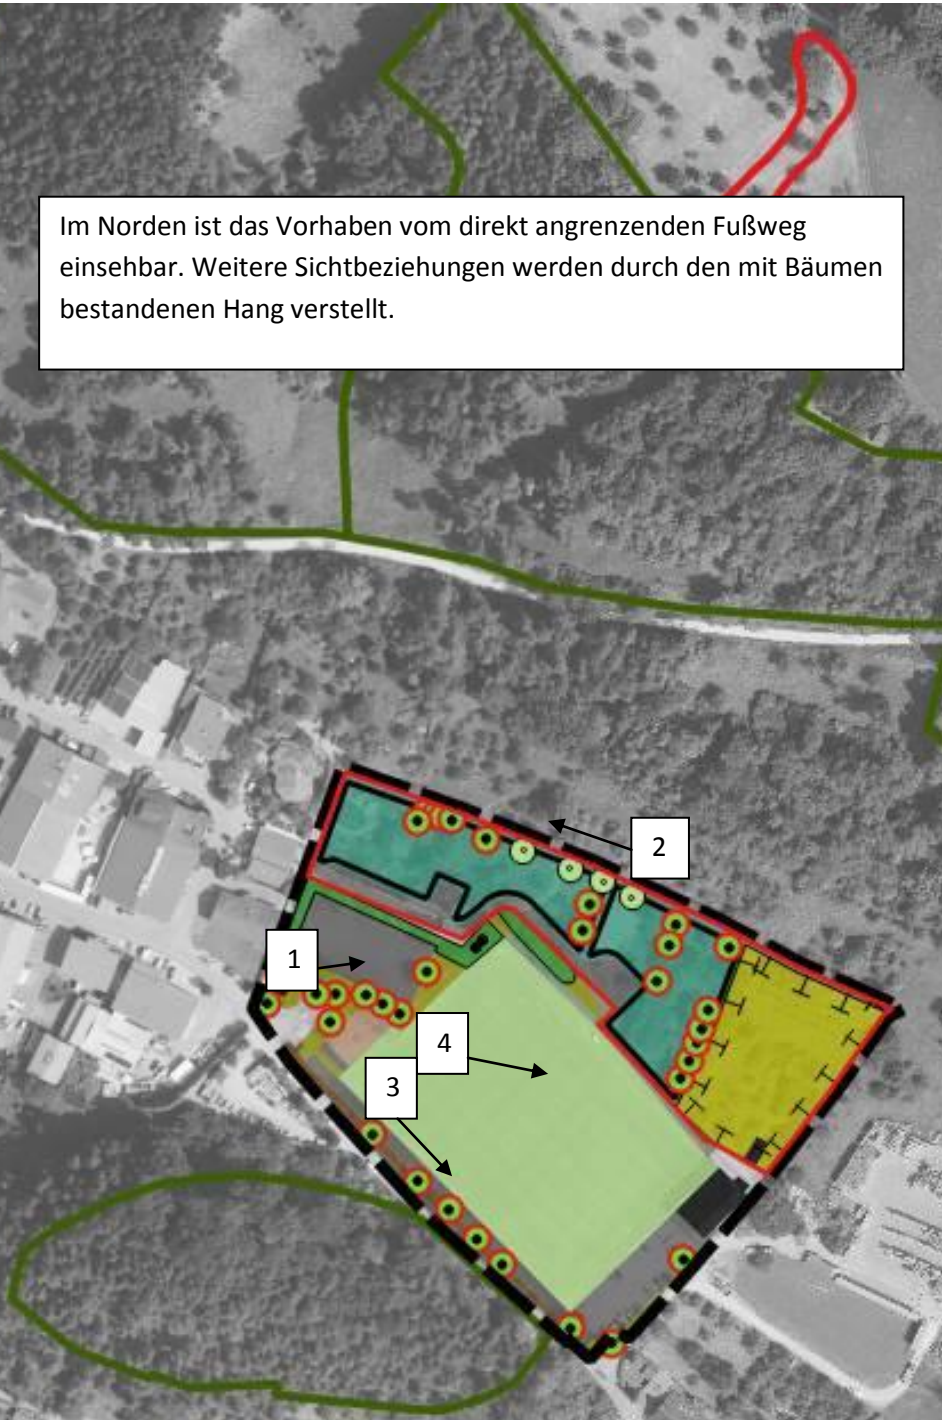 Im Norden ist das Vorhaben vom direkt angrenzenden Fußweg
einsehbar. Weitere Sichtbeziehungen werden durch den mit Bäumen
bestandenen Hang verstellt.
2
1
4
3